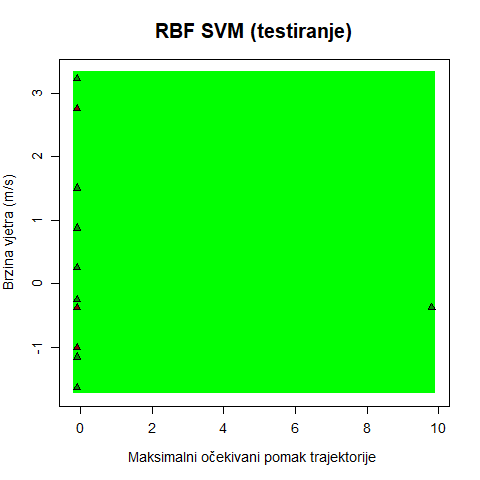 RBF SVM (testiranje)
Brzina vjetra (m/s)
3
2
1
0
-1
0 2 4 6 8 10
Maksimalni očekivani pomak trajektorije